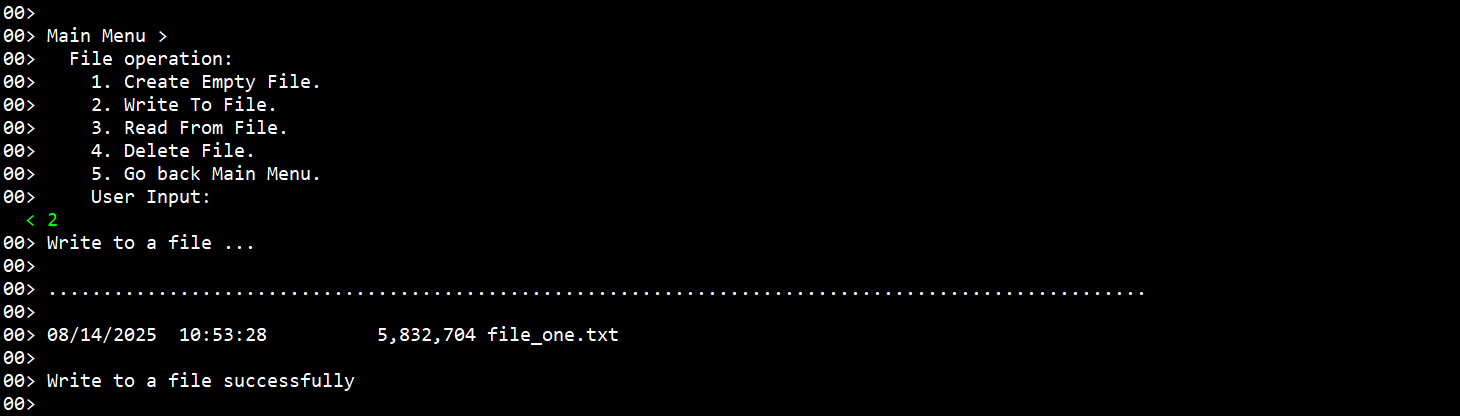 00>
00> Main Menu >
00>   File operation:
00>     1. Create Empty File.
00>     2. Write To File.
00>     3. Read From File.
00>     4. Delete File.
00>     5. Go back Main Menu.
00>     User Input:
  < 2
00> Write to a file ...
00>
00> ....................................................................................................
00>
00> 08/14/2025  10:53:28          5,832,704 file_one.txt
00>
00> Write to a file successfully
00>